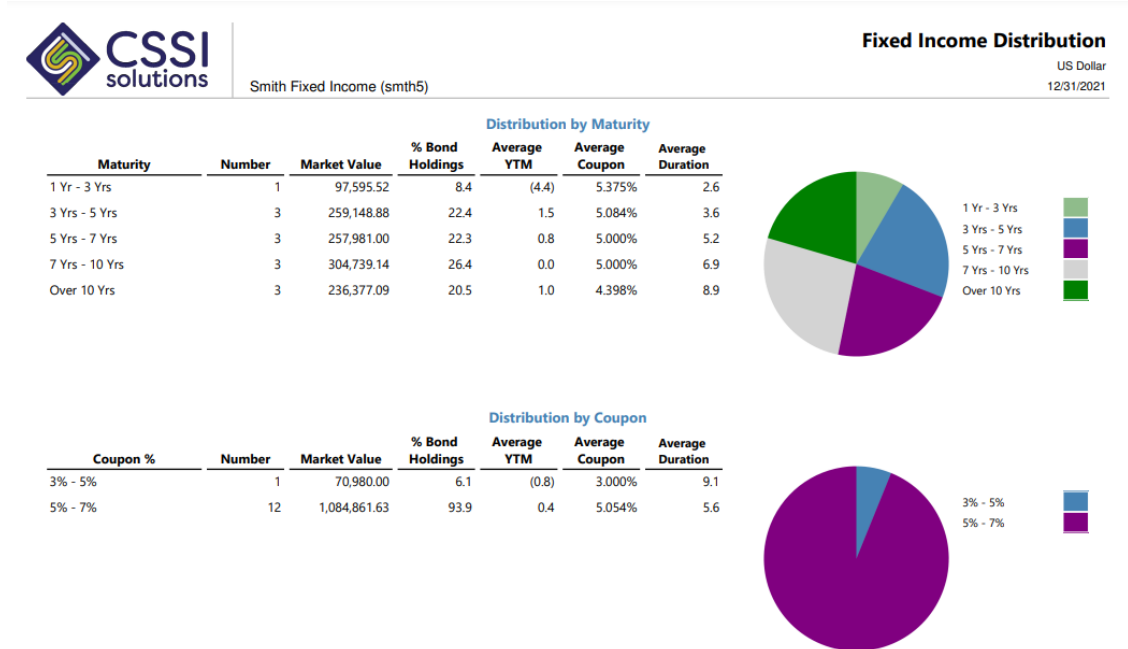 CSSI
solutions
Smith Fixed Income (smth5)
Fixed Income Distribution
US Dollar
12/31/2021
Distribution by Maturity
Maturity Number Market Value % Bond Holdings Average YTM Average Coupon Average Duration
1 Yr - 3 Yrs 1 97,595.52 8.4 (4.4) 5.375% 2.6
3 Yrs - 5 Yrs 3 259,148.88 22.4 1.5 5.084% 3.6
5 Yrs - 7 Yrs 3 257,981.00 22.3 0.8 5.000% 5.2
7 Yrs - 10 Yrs 3 304,739.14 26.4 0.0 5.000% 6.9
Over 10 Yrs 3 236,377.09 20.5 1.0 4.398% 8.9
1 Yr - 3 Yrs
3 Yrs - 5 Yrs
5 Yrs - 7 Yrs
7 Yrs - 10 Yrs
Over 10 Yrs
Distribution by Coupon
Coupon % Number Market Value % Bond Holdings Average YTM Average Coupon Average Duration
3% - 5% 1 70,980.00 6.1 (0.8) 3.000% 9.1
5% - 7% 12 1,084,861.63 93.9 0.4 5.054% 5.6
3% - 5%
5% - 7%